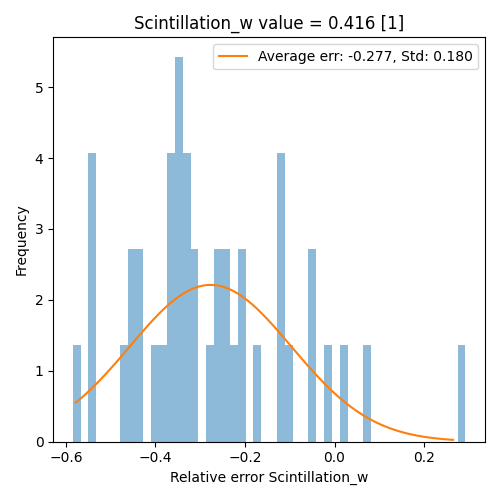 Scintillation_w value = 0.416 [1]
Average err: -0.277, Std: 0.180
Frequency
5
4
3
2
1
0
−0.6 −0.4 −0.2 0.0 0.2
Relative error Scintillation_w